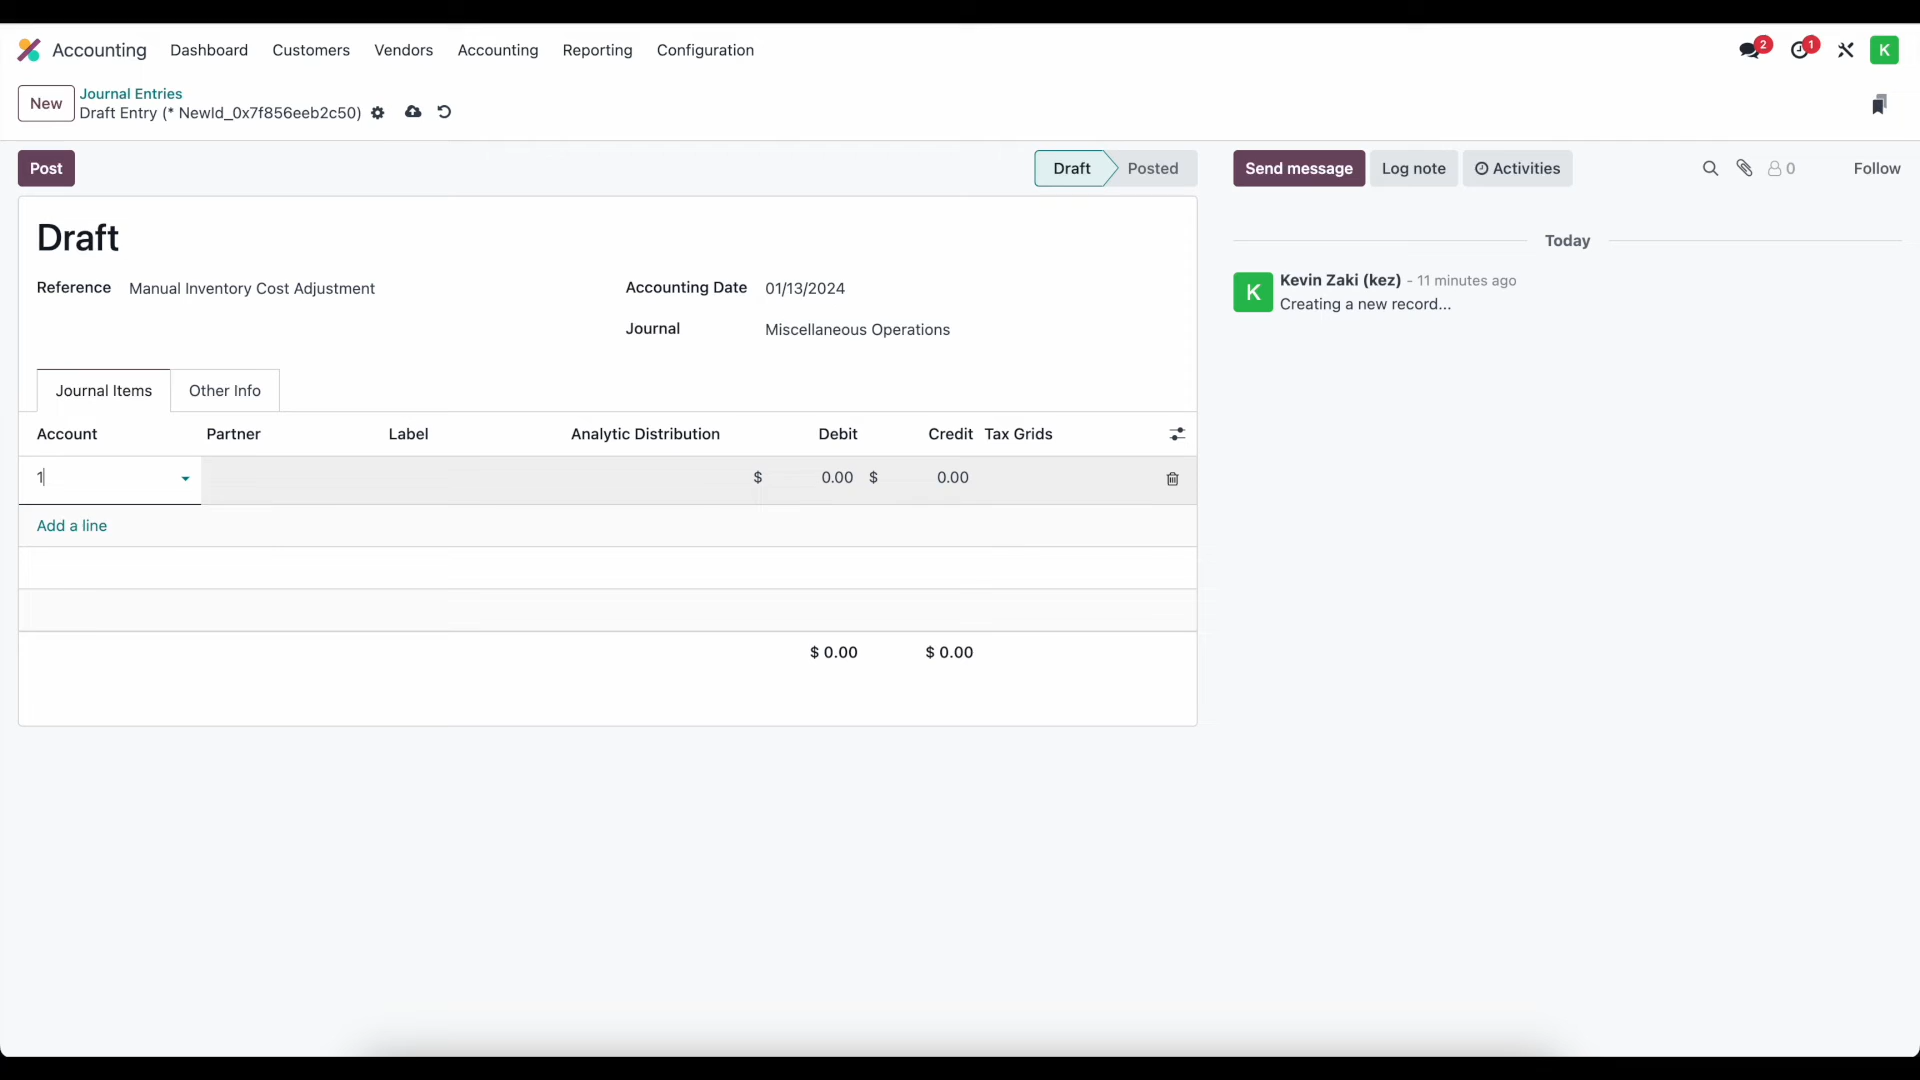 Accounting Dashboard Customers Vendors Accounting Reporting Configuration 2 1 K
New Journal Entries
Draft Entry (* NewId_0x7f856eeb2c50)
Post Draft Posted Send message Log note Activities 0 Follow
Draft
Today
Reference Manual Inventory Cost Adjustment Accounting Date 01/13/2024
K Kevin Zaki (kez) - 11 minutes ago
Creating a new record...
Journal Miscellaneous Operations
Journal Items Other Info
Account Partner Label Analytic Distribution Debit Credit Tax Grids
1 $ 0.00 $ 0.00
Add a line
$ 0.00 $ 0.00